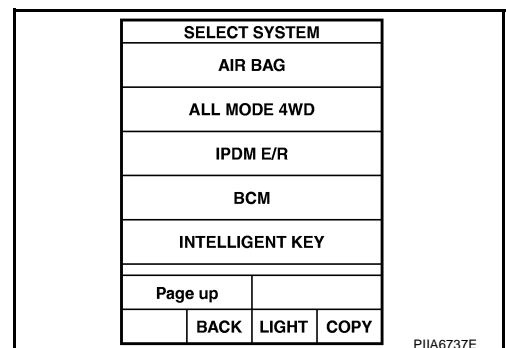 SELECT SYSTEM
AIR BAG
ALL MODE 4WD
IPDM E/R
BCM
INTELLIGENT KEY
Page up
BACK LIGHT COPY
PIIA6737E